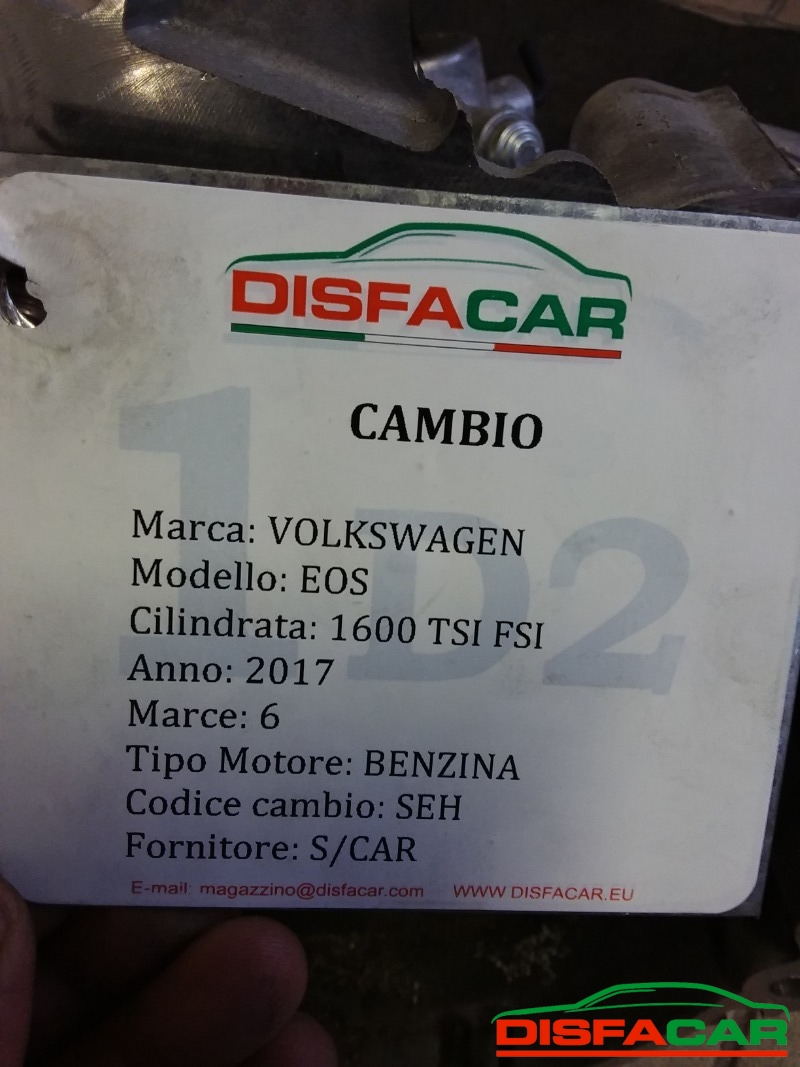 DISFACAR
CAMBIO
1D2
Marca: VOLKSWAGEN
Modello: EOS
Cilindrata: 1600 TSI FSI
Anno: 2017
Marce: 6
Tipo Motore: BENZINA
Codice cambio: SEH
Fornitore: S/CAR
E-mail: magazzino@disfacar.com WWW.DISFACAR.EU
DISFACAR